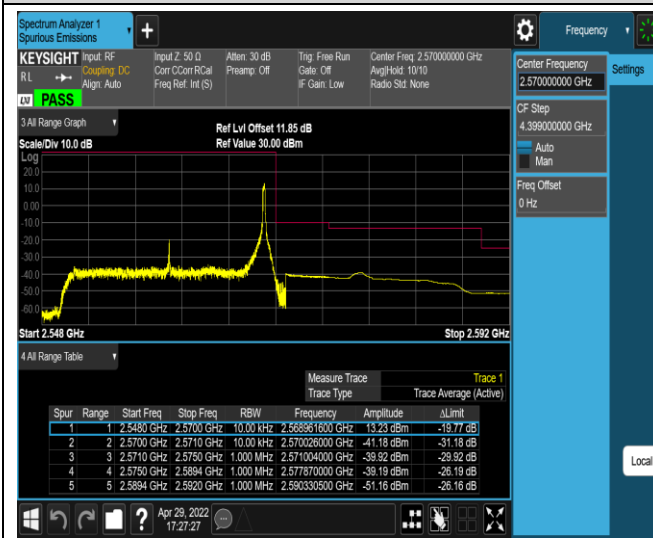 Spectrum Analyzer 1
Spurious Emissions
Frequency
KEYSIGHT
RL
Input: RF
Coupling: DC
Align: Auto
Input Z: 50 Ω
Corr CCorr RCal
Freq Ref: Int (S)
Atten: 30 dB
Preamp: Off
Trig: Free Run
Gate: Off
IF Gain: Low
Center Freq: 2.570000000 GHz
Avg|Hold: 10/10
Radio Std: None
PASS
Center Frequency
2.570000000 GHz
Settings
CF Step
4.399000000 GHz
Auto
Man
Freq Offset
0 Hz
3 All Range Graph
Scale/Div 10.0 dB
Ref Lvl Offset 11.85 dB
Ref Value 30.00 dBm
Log
20.0
10.0
0.00
-10.0
-20.0
-30.0
-40.0
-50.0
-60.0
Start 2.548 GHz
Stop 2.592 GHz
4 All Range Table
Measure Trace Trace 1
Trace Type Trace Average (Active)
Spur Range Start Freq Stop Freq RBW Frequency Amplitude ΔLimit
1 1 2.5480 GHz 2.5700 GHz 10.00 kHz 2.568961600 GHz 13.23 dBm -19.77 dB
2 2 2.5700 GHz 2.5710 GHz 10.00 kHz 2.570026000 GHz -41.18 dBm -31.18 dB
3 3 2.5710 GHz 2.5750 GHz 1.000 MHz 2.571004000 GHz -39.92 dBm -29.92 dB
4 4 2.5750 GHz 2.5894 GHz 1.000 MHz 2.577870000 GHz -39.19 dBm -26.19 dB
5 5 2.5894 GHz 2.5920 GHz 1.000 MHz 2.590330500 GHz -51.16 dBm -26.16 dB
Local
?
Apr 29, 2022
17:27:27